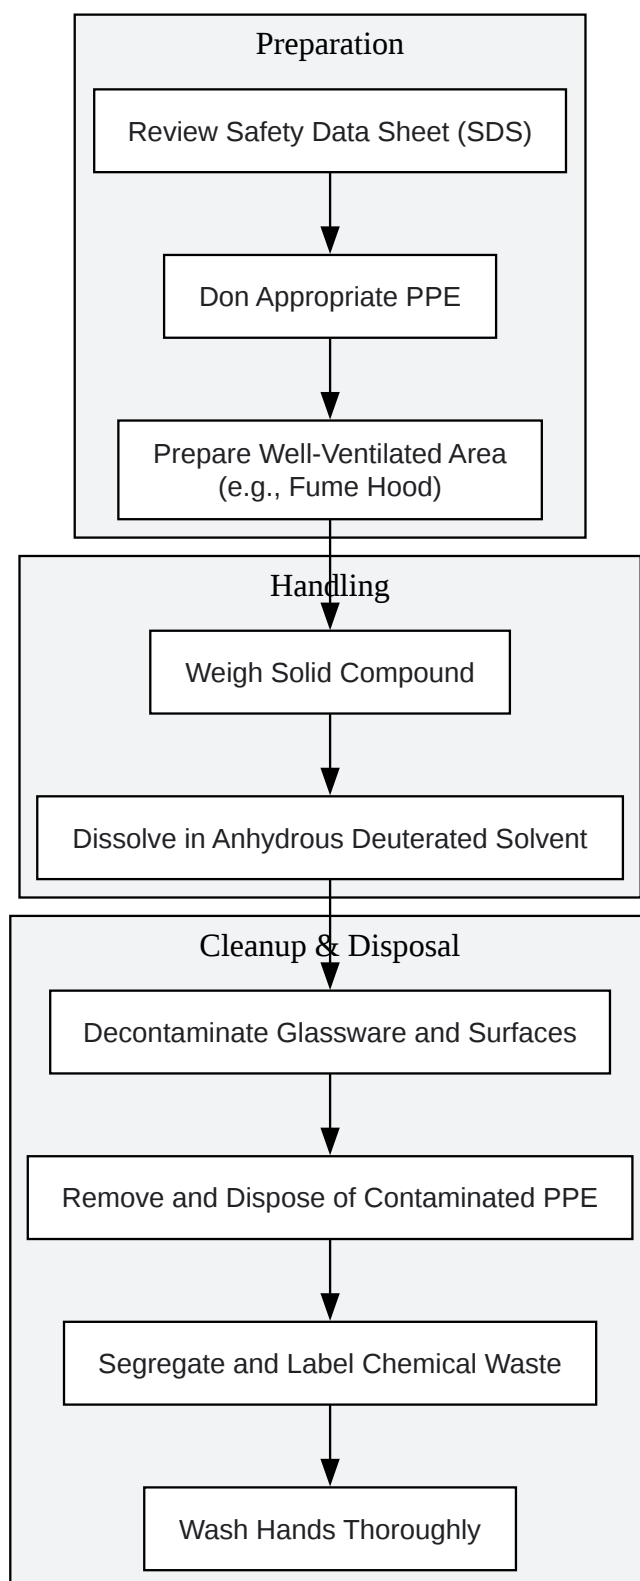 Preparation
Review Safety Data Sheet (SDS)
Don Appropriate PPE
Prepare Well-Ventilated Area
(e.g., Fume Hood)
Handling
Weigh Solid Compound
Dissolve in Anhydrous Deuterated Solvent
Cleanup & Disposal
Decontaminate Glassware and Surfaces
Remove and Dispose of Contaminated PPE
Segregate and Label Chemical Waste
Wash Hands Thoroughly